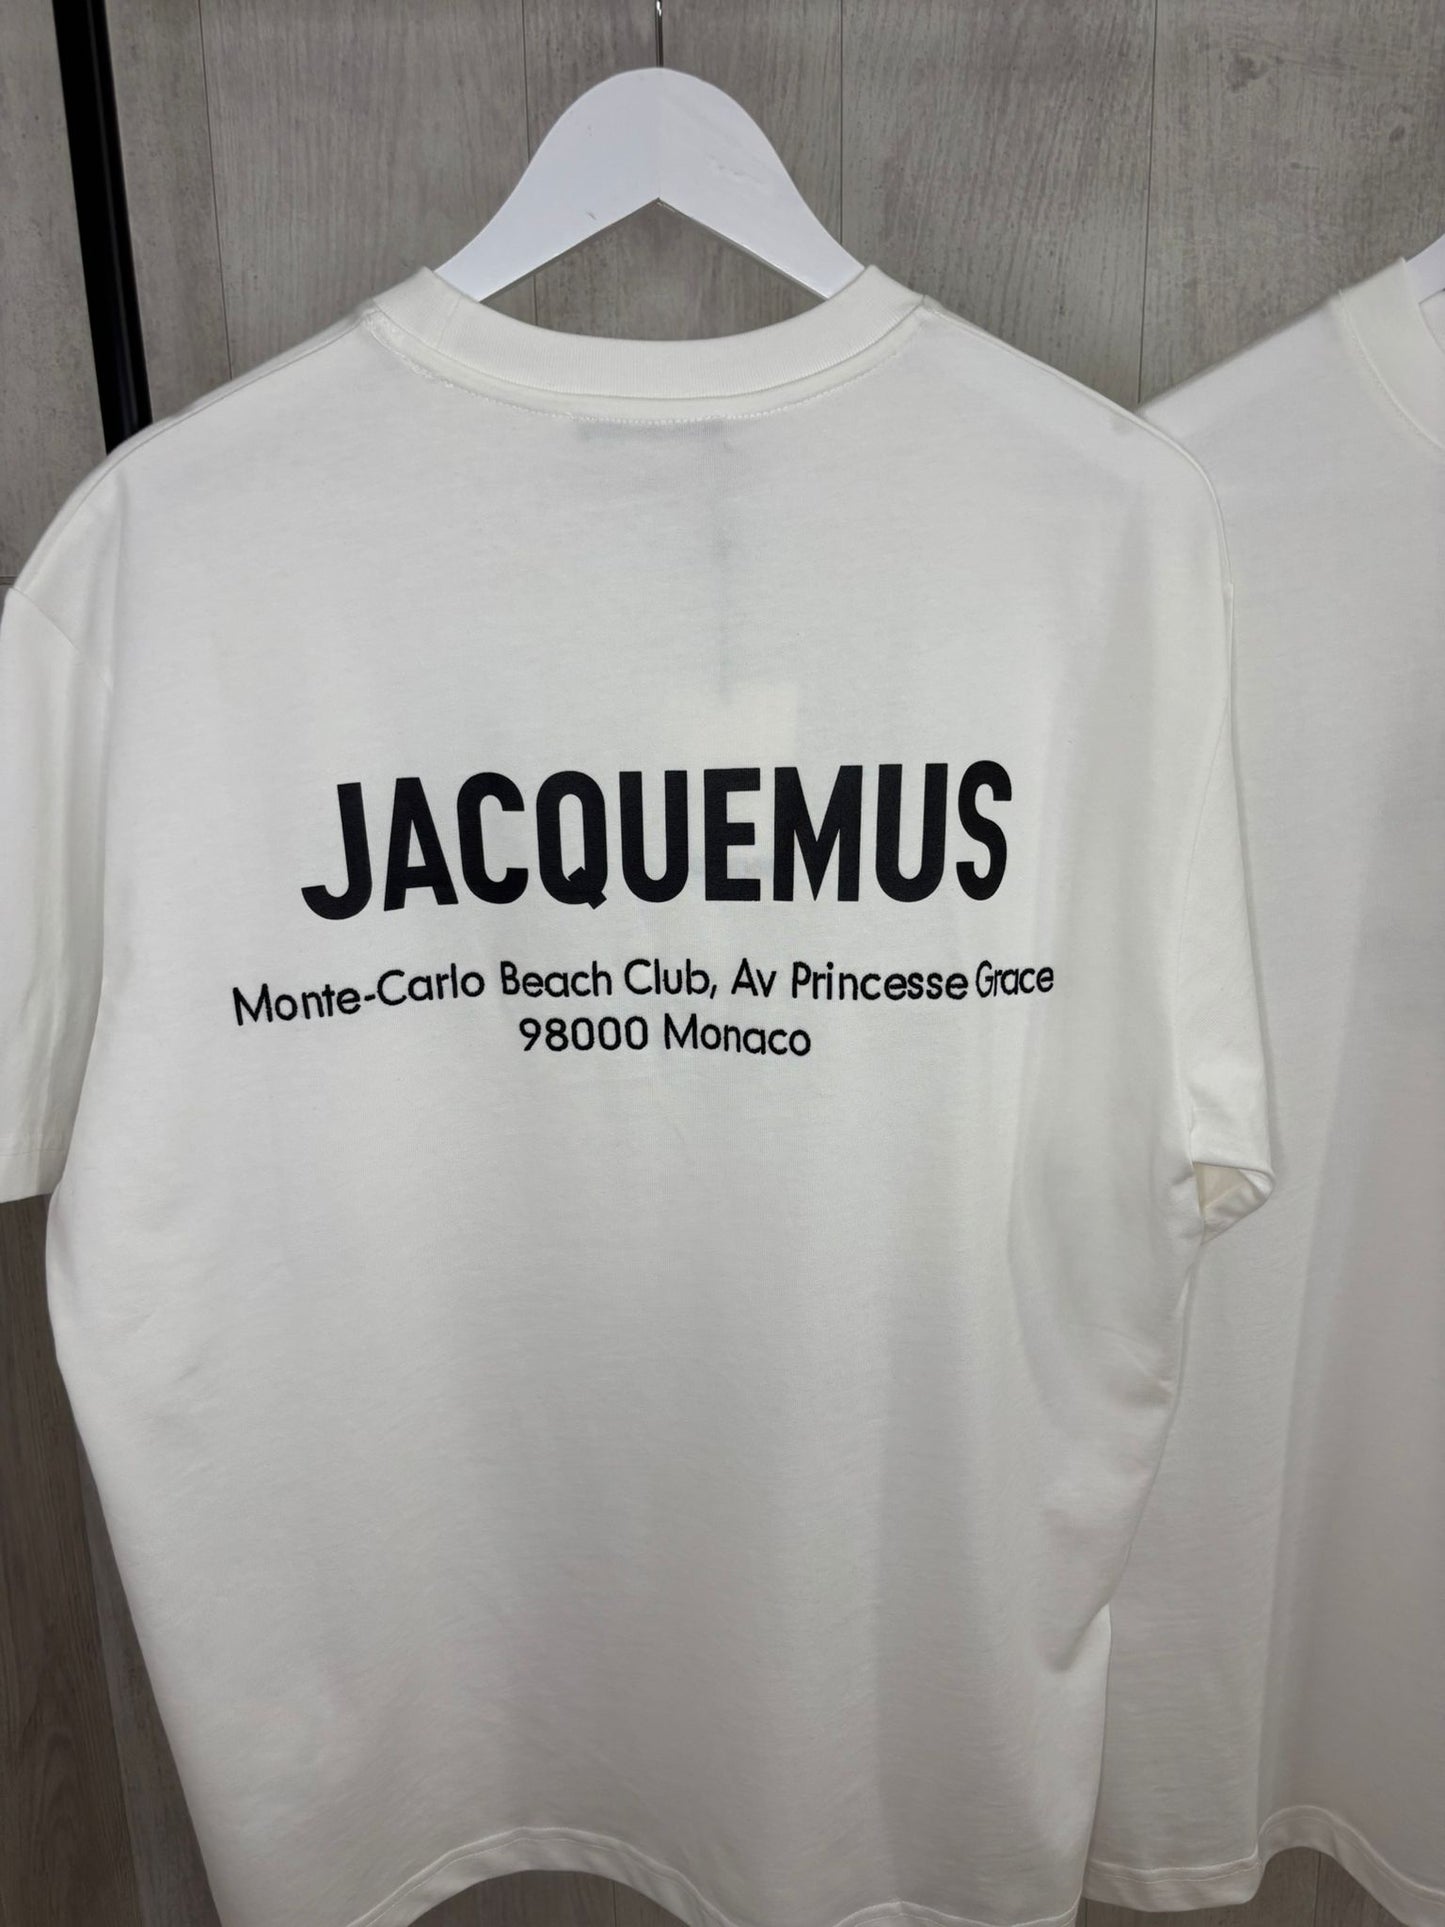 JACQUEMUS
Monte-Carlo Beach Club, Av Princesse Grace
98000 Monaco